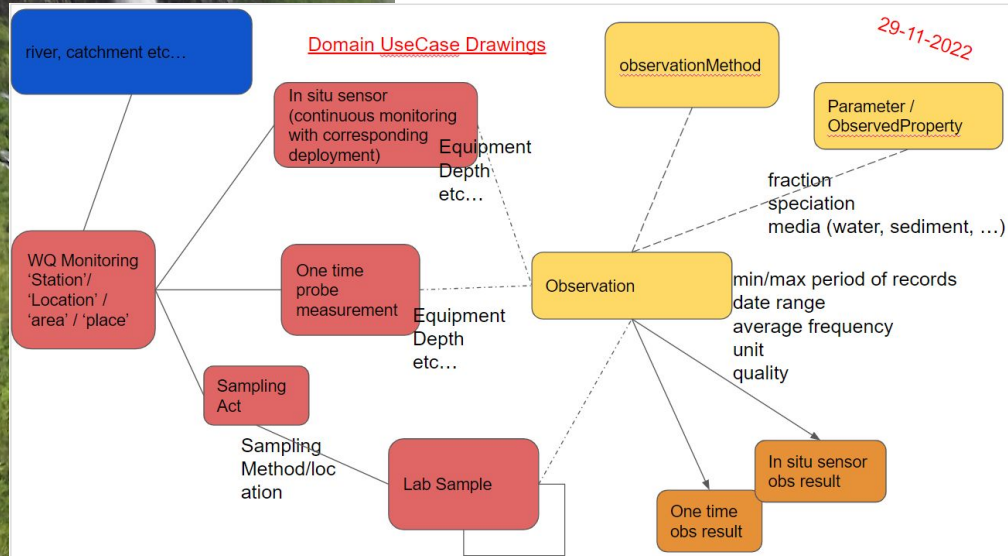 Domain UseCase Drawings
29-11-2022
river, catchment etc…
In situ sensor
(continuous monitoring
with corresponding
deployment)
Equipment
Depth
etc…
observationMethod
Parameter /
ObservedProperty
fraction
speciation
media (water, sediment, …)
WQ Monitoring
‘Station’/
‘Location’ /
‘area’ / ‘place’
One time
probe
measurement
Equipment
Depth
etc…
Observation
min/max period of records
date range
average frequency
unit
quality
Sampling
Act
Sampling
Method/loc
ation
Lab Sample
In situ sensor
obs result
One time
obs result